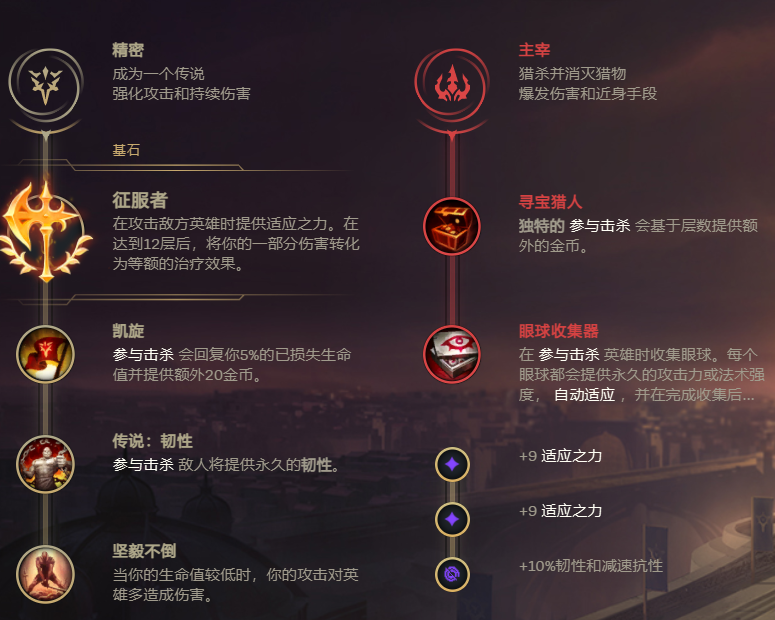 精密
成为一个传说
强化攻击和持续伤害
基石
征服者
在攻击敌方英雄时提供适应之力。在
达到12层后，将你的一部分伤害转化
为等额的治疗效果。
凯旋
参与击杀 会回复你5%的已损失生命
值并提供额外20金币。
传说：韧性
参与击杀 敌人将提供永久的韧性。
坚毅不倒
当你的生命值较低时，你的攻击对英
雄多造成伤害。
主宰
猎杀并消灭猎物
爆发伤害和近身手段
寻宝猎人
独特的 参与击杀 会基于层数提供额
外的金币。
眼球收集器
在 参与击杀 英雄时收集眼球。每个
眼球都会提供永久的攻击力或法术强
度， 自动适应 ，并在完成收集后...
+9 适应之力
+9 适应之力
+10%韧性和减速抗性